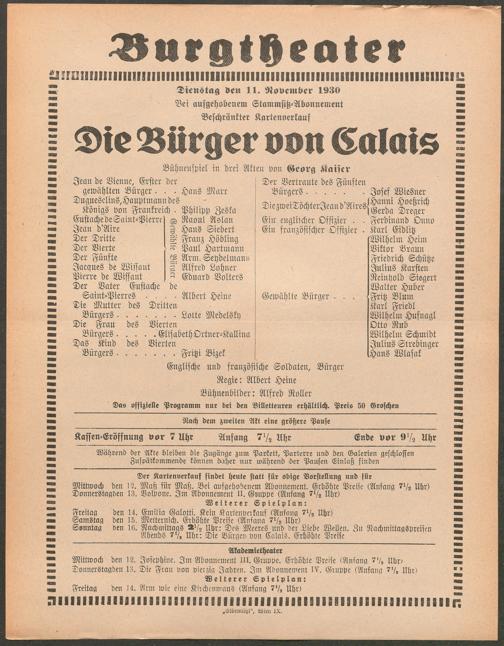 Burgtheater
Dienstag den 11. November 1930
Bei aufgehobenem Stammsitz-Abonnement
Beschränkter Kartenverkauf
Die Bürger von Calais
Bühnenspiel in drei Akten von Georg Kaiser
Jean de Vienne, Erster der
gewählten Bürger . . . Hans Marr
Duguesclins, Hauptmann des
Königs von Frankreich . Philipp Zeska
Eustache de Saint-Pierre Raoul Aslan
Jean d'Aire Hans Siebert
Der Dritte Franz Höbling
Der Vierte Paul Hartmann
Der Fünfte Arm. Seydelmann
Jacques de Wissant Alfred Lohner
Pierre de Wissant Eduard Volters
Gewählte Bürger
Der Vater Eustache de
Saint-Pierres . . . . Albert Heine
Die Mutter des Dritten
Bürgers . . . . . . . Lotte Medelsky
Die Frau des Vierten
Bürgers . . . . . Elisabeth Ortner-Kallina
Das Kind des Vierten
Bürgers . . . . . . . Fritzi Bizek
Der Vertraute des Fünften
Bürgers . . . . . Josef Wiesner
Die zwei Töchter Jean d'Aires Hanni Hoeßrich
Gerda Dreger
Ein englischer Offizier . . Ferdinand Onno
Ein französischer Offizier . Karl Eidlitz
Gewählte Bürger . . . .
Wilhelm Heim
Viktor Braun
Friedrich Schütze
Julius Karsten
Reinhold Siegert
Walter Huber
Fritz Blum
Karl Friedl
Wilhelm Hufnagl
Otto Rub
Wilhelm Schmidt
Julius Strebinger
Hans Wlasak
Englische und französische Soldaten, Bürger
Regie: Albert Heine
Bühnenbilder: Alfred Roller
Das offizielle Programm nur bei den Billetteuren erhältlich. Preis 50 Groschen
Nach dem zweiten Akt eine größere Pause
Kassen-Eröffnung vor 7 Uhr Anfang 7½ Uhr Ende vor 9½ Uhr
Während der Akte bleiben die Zugänge zum Parkett, Parterre und den Galerien geschlossen
Zuspätkommende können daher nur während der Pausen Einlaß finden
Der Kartenverkauf findet heute statt für obige Vorstellung und für
Mittwoch den 12. Maß für Maß. Bei aufgehobenem Abonnement. Erhöhte Preise (Anfang 7½ Uhr)
Donnerstag den 13. Volpone. Im Abonnement II. Gruppe (Anfang 7½ Uhr)
Weiterer Spielplan:
Freitag den 14. Emilia Galotti. Kein Kartenverkauf (Anfang 7½ Uhr)
Samstag den 15. Metternich. Erhöhte Preise (Anfang 7½ Uhr)
Sonntag den 16. Nachmittags 2½ Uhr: Des Meeres und der Liebe Wellen. Zu Nachmittagspreisen
Abends 7½ Uhr: Die Bürger von Calais. Erhöhte Preise
Akademietheater
Mittwoch den 12. Josephine. Im Abonnement III. Gruppe. Erhöhte Preise (Anfang 7½ Uhr)
Donnerstag den 13. Die Frau von vierzig Jahren. Im Abonnement IV. Gruppe (Anfang 7½ Uhr)
Weiterer Spielplan:
Freitag den 14. Arm wie eine Kirchenmaus (Anfang 7½ Uhr)
„Elbemühl“, Wien IX.